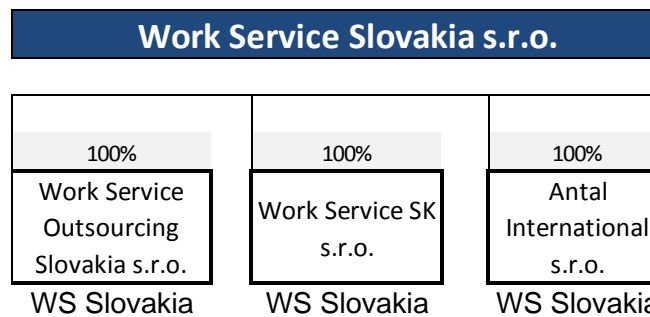 Work Service Slovakia s.r.o.
100% 100% 100%
Work Service Outsourcing Slovakia s.r.o.
Work Service SK s.r.o.
Antal International s.r.o.
WS Slovakia WS Slovakia WS Slovakia